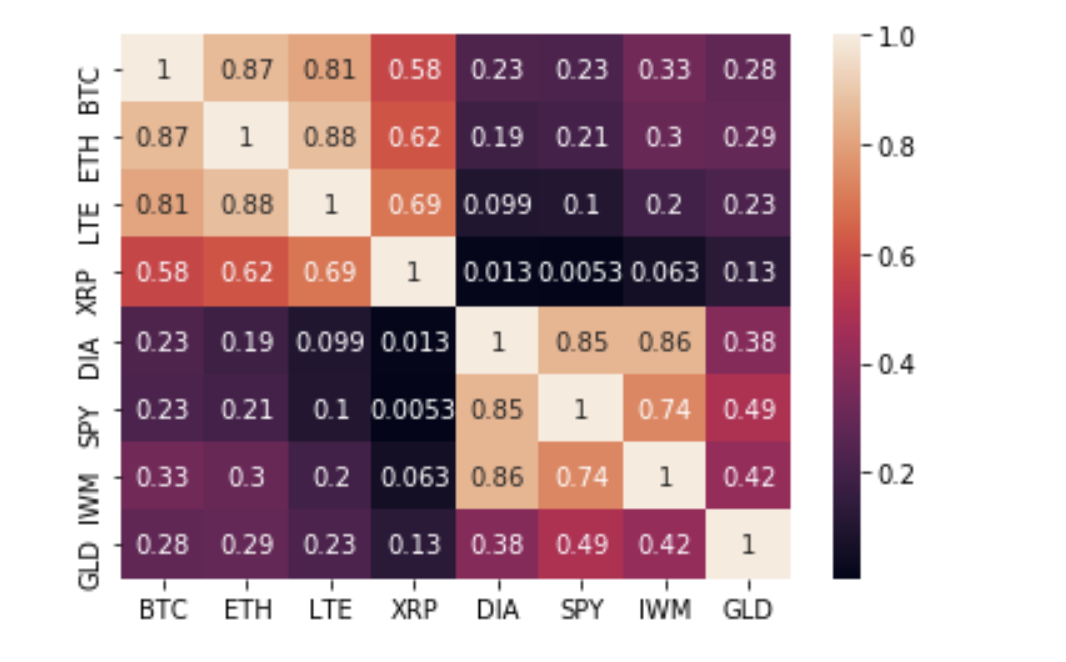 BTC 1 0.87 0.81 0.58 0.23 0.23 0.33 0.28
ETH 0.87 1 0.88 0.62 0.19 0.21 0.3 0.29
LTE 0.81 0.88 1 0.69 0.099 0.1 0.2 0.23
XRP 0.58 0.62 0.69 1 0.013 0.0053 0.063 0.13
DIA 0.23 0.19 0.099 0.013 1 0.85 0.86 0.38
SPY 0.23 0.21 0.1 0.0053 0.85 1 0.74 0.49
IWM 0.33 0.3 0.2 0.063 0.86 0.74 1 0.42
GLD 0.28 0.29 0.23 0.13 0.38 0.49 0.42 1
BTC ETH LTE XRP DIA SPY IWM GLD
1.0
0.8
0.6
0.4
0.2